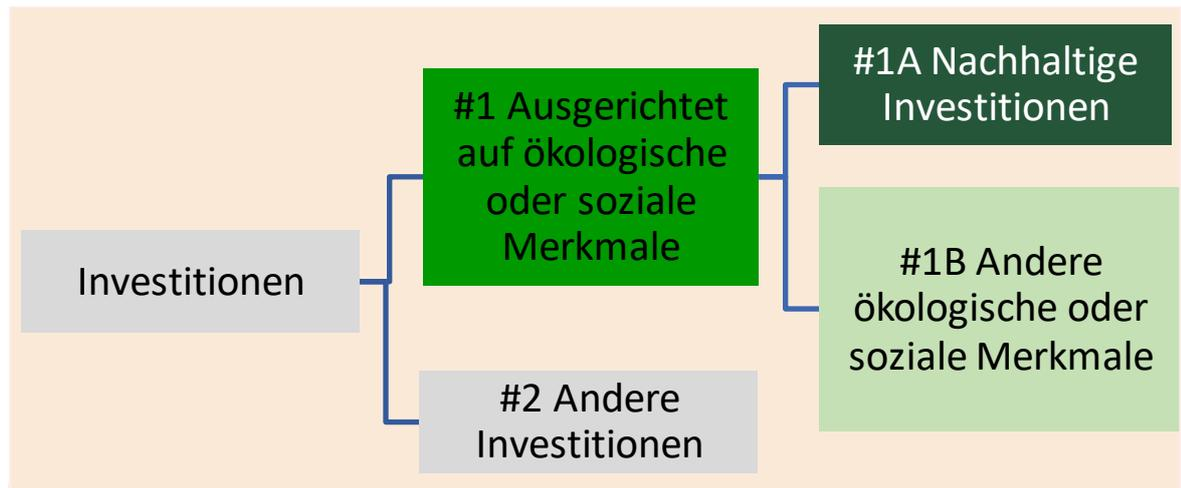 Investitionen
#1 Ausgerichtet
auf ökologische
oder soziale
Merkmale
#2 Andere
Investitionen
#1A Nachhaltige
Investitionen
#1B Andere
ökologische oder
soziale Merkmale